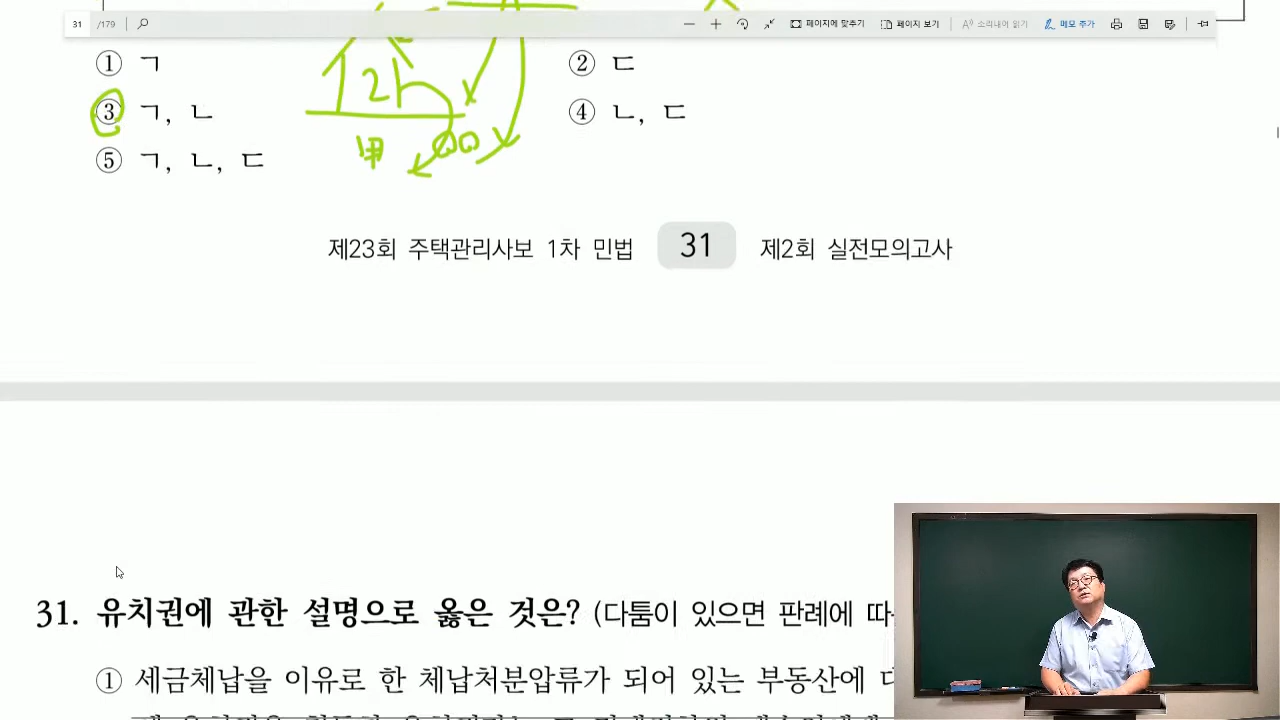 31 /179 페이지에 맞추기 페이지 보기 소리내어 읽기 메모 추가
① ㄱ ② ㄷ
③ ㄱ, ㄴ ④ ㄴ, ㄷ
⑤ ㄱ, ㄴ, ㄷ
2
甲
제23회 주택관리사보 1차 민법 31 제2회 실전모의고사
31. 유치권에 관한 설명으로 옳은 것은? (다툼이 있으면 판례에 따
① 세금체납을 이유로 한 체납처분압류가 되어 있는 부동산에